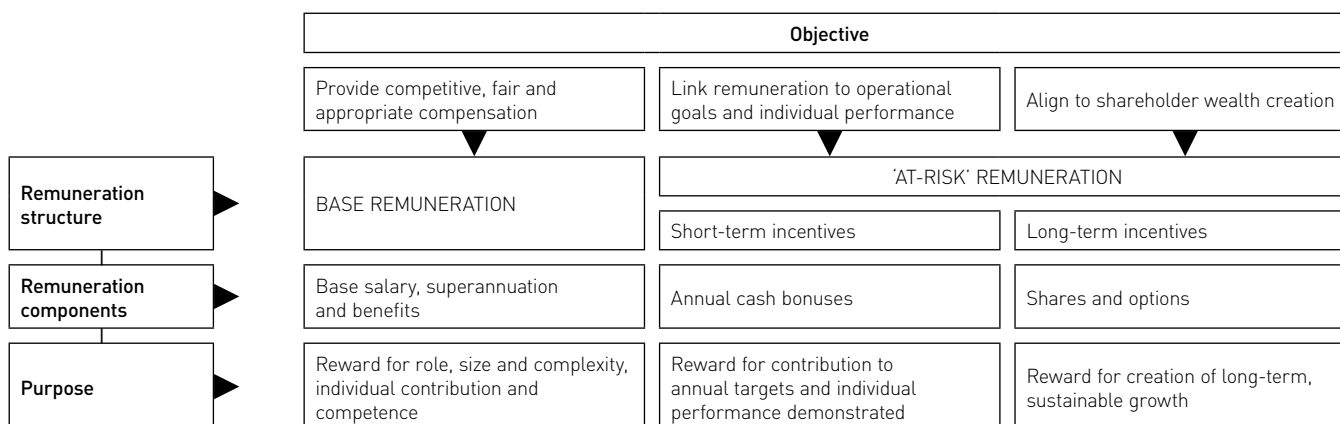 Objective
Provide competitive, fair and
appropriate compensation
Link remuneration to operational
goals and individual performance
Align to shareholder wealth creation
Remuneration
structure
BASE REMUNERATION
'AT-RISK' REMUNERATION
Short-term incentives
Long-term incentives
Remuneration
components
Base salary, superannuation
and benefits
Annual cash bonuses
Shares and options
Purpose
Reward for role, size and complexity,
individual contribution and
competence
Reward for contribution to
annual targets and individual
performance demonstrated
Reward for creation of long-term,
sustainable growth